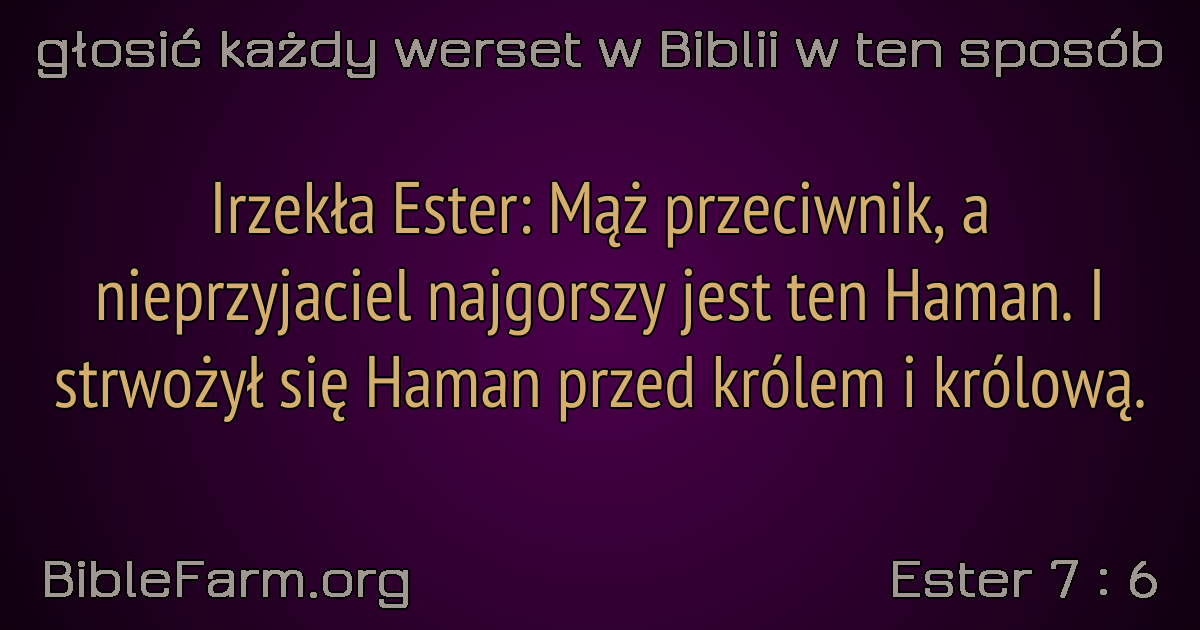 głosić każdy werset w Biblii w ten sposób
Irzekła Ester: Mąż przeciwnik, a
nieprzyjaciel najgorszy jest ten Haman. I
strwożył się Haman przed królem i królową.
BibleFarm.org
Ester 7 : 6